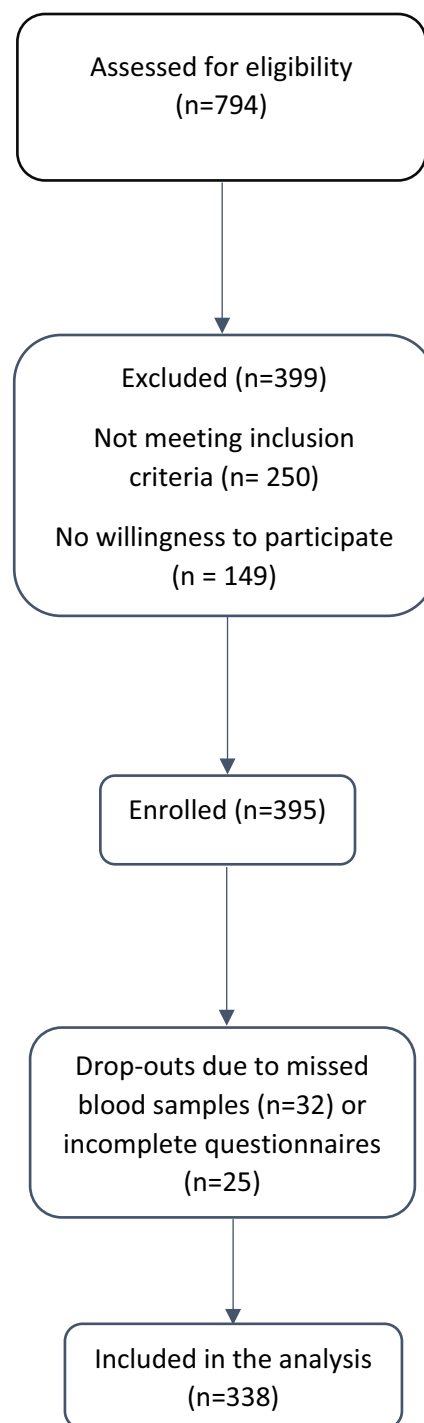 Assessed for eligibility
(n=794)
Excluded (n=399)
Not meeting inclusion
criteria (n= 250)
No willingness to participate
(n = 149)
Enrolled (n=395)
Drop-outs due to missed
blood samples (n=32) or
incomplete questionnaires
(n=25)
Included in the analysis
(n=338)